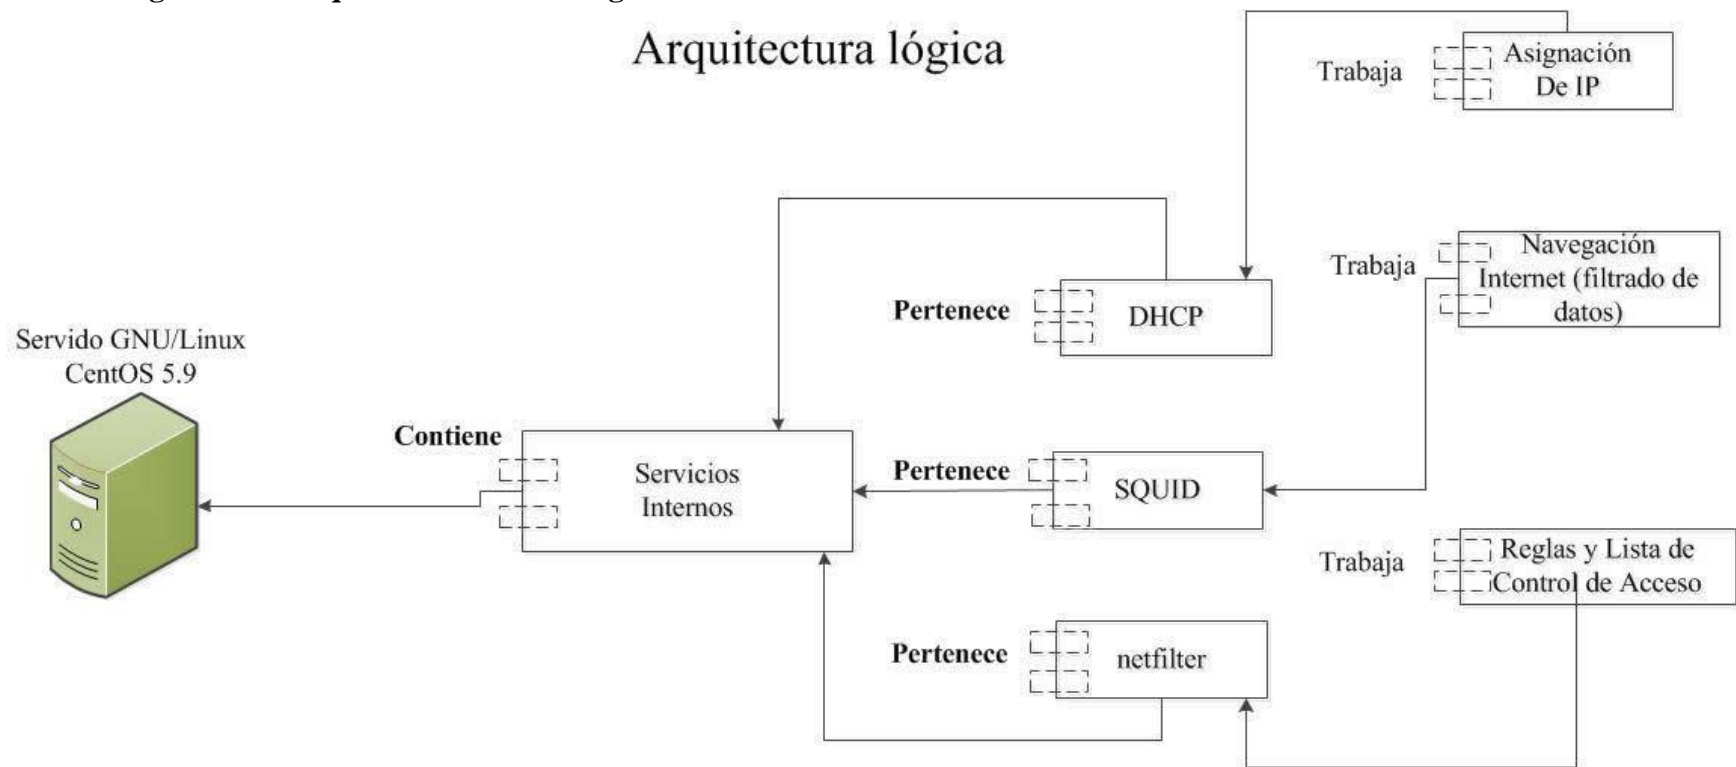 Arquitectura lógica
Trabaja
Asignación
De IP
Trabaja
Navegación
Internet (filtrado de
datos)
Pertenece
DHCP
Servido GNU/Linux
CentOS 5.9
Contiene
Servicios
Internos
Pertenece
SQUID
Trabaja
Reglas y Lista de
Control de Acceso
Pertenece
netfilter